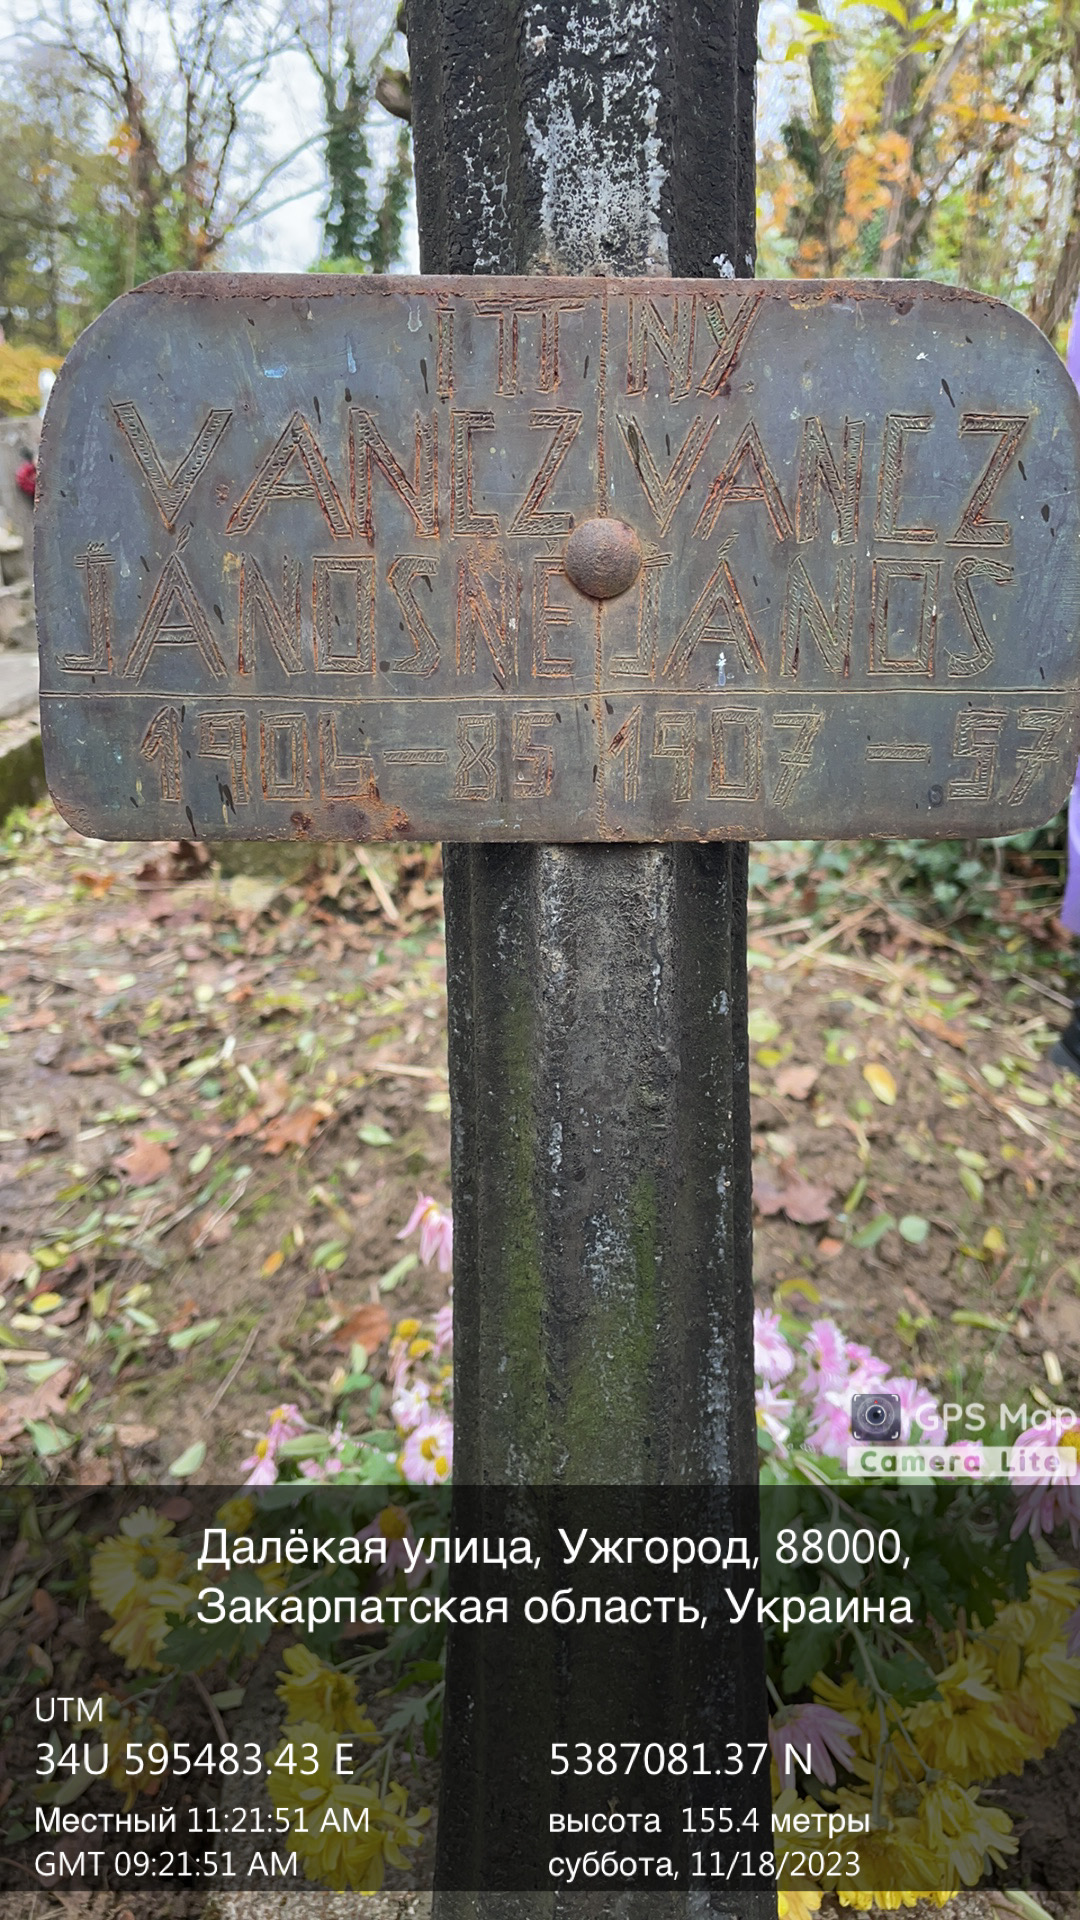 ITT NY
VANCZ VANCZ
JÁNOSNÉ JÁNOS
1906-85 1907-57
GPS Map
Camera Lite
Далёкая улица, Ужгород, 88000,
Закарпатская область, Украина
UTM
34U 595483.43 E 5387081.37 N
Местный 11:21:51 AM высота 155.4 метры
GMT 09:21:51 AM суббота, 11/18/2023